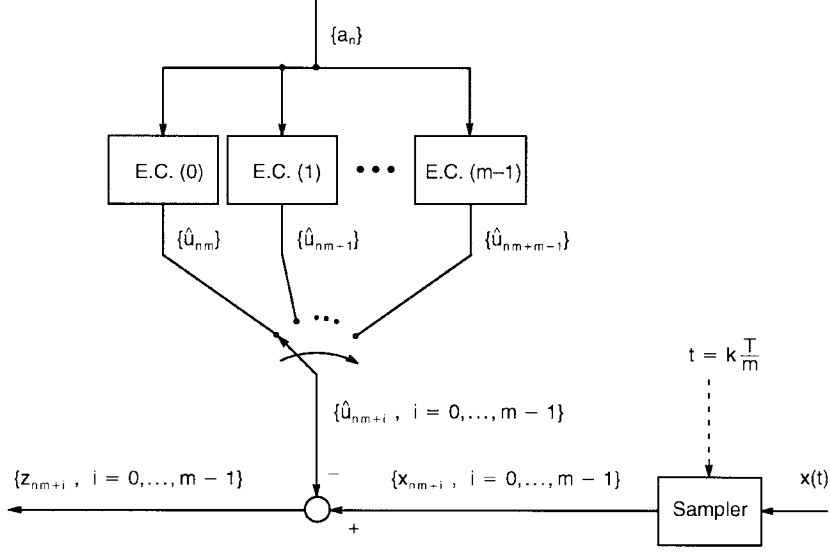 {aₙ}
E.C. (0)
E.C. (1)
•••
E.C. (m–1)
{ûₙₘ}
{ûₙₘ₊₁}
{ûₙₘ₊ₘ₋₁}
t = k T/m
{ûₙₘ₊ᵢ , i = 0,...,m – 1}
{zₙₘ₊ᵢ , i = 0,...,m – 1}
–
{xₙₘ₊ᵢ , i = 0,...,m – 1}
x(t)
Sampler
+